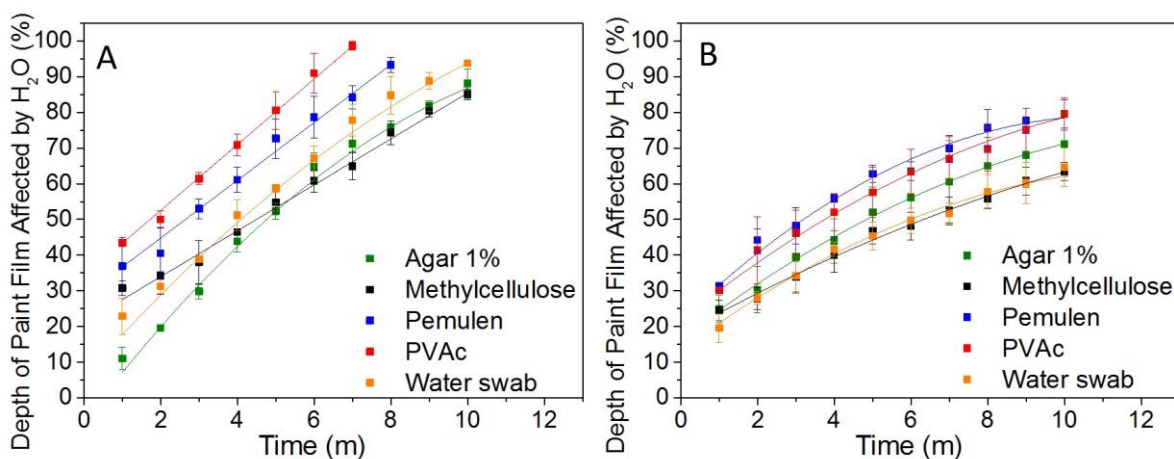 A
Depth of Paint Film Affected by H₂O (%)
100
90
80
70
60
50
40
30
20
10
0
Agar 1%
Methylcellulose
Pemulen
PVAc
Water swab
0 2 4 6 8 10 12
Time (m)
B
Depth of Paint Film Affected by H₂O (%)
100
90
80
70
60
50
40
30
20
10
0
Agar 1%
Methylcellulose
Pemulen
PVAc
Water swab
0 2 4 6 8 10 12
Time (m)